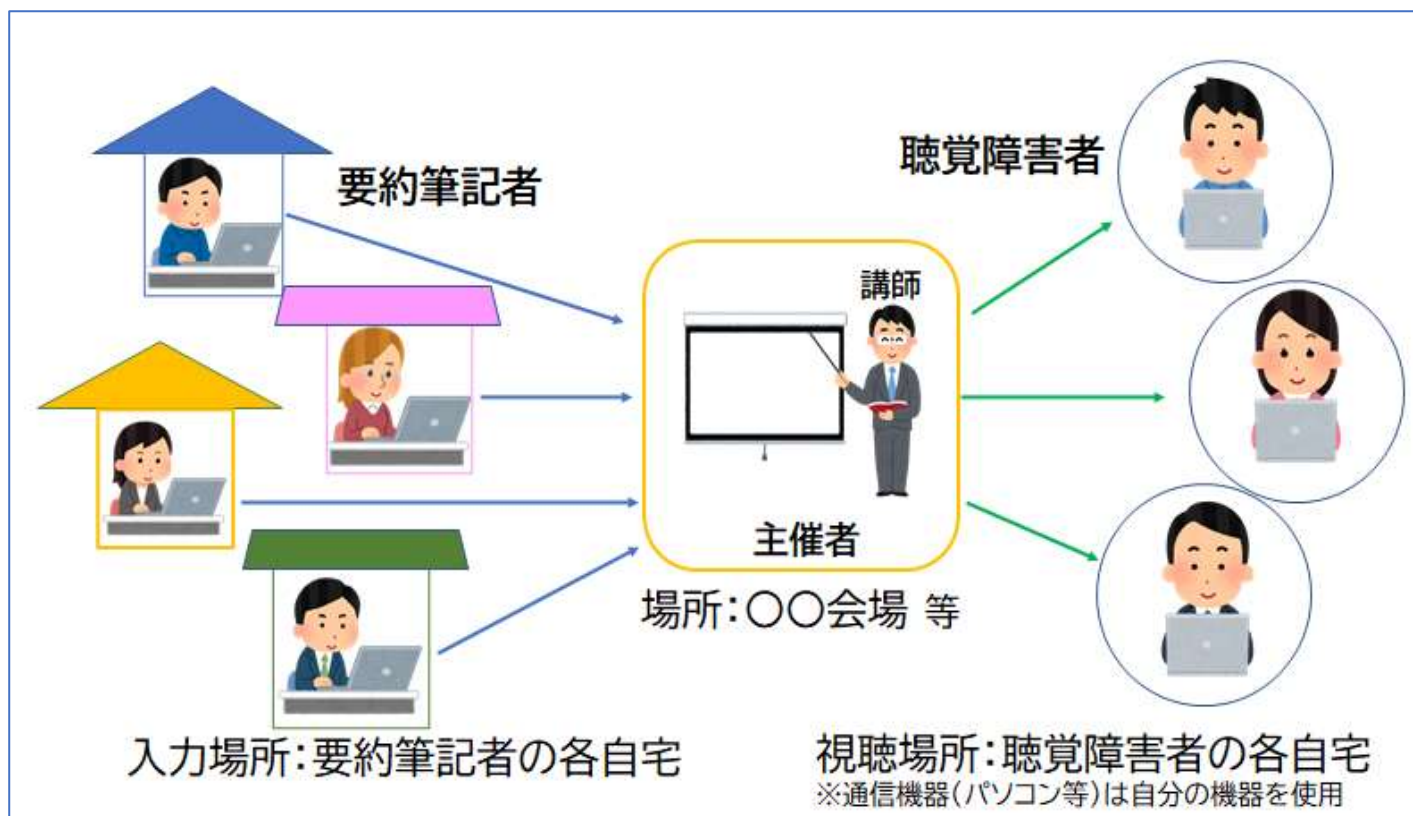 要約筆記者
聴覚障害者
講師
主催者
場所:〇〇会場 等
入力場所:要約筆記者の各自宅
視聴場所:聴覚障害者の各自宅
※通信機器(パソコン等)は自分の機器を使用